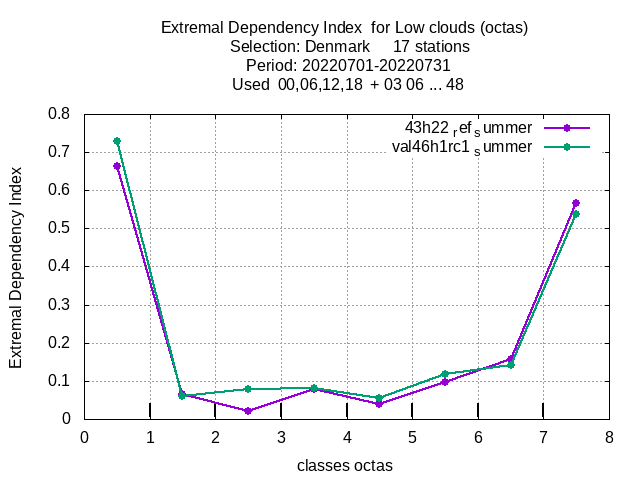 Extremal Dependency Index  for Low clouds (octas)
Selection: Denmark     17 stations
Period: 20220701-20220731
Used  00,06,12,18  + 03 06 ... 48
43h22ref_summer
val46h1rc1_summer
Extremal Dependency Index
0.8
0.7
0.6
0.5
0.4
0.3
0.2
0.1
0
0 1 2 3 4 5 6 7 8
classes octas